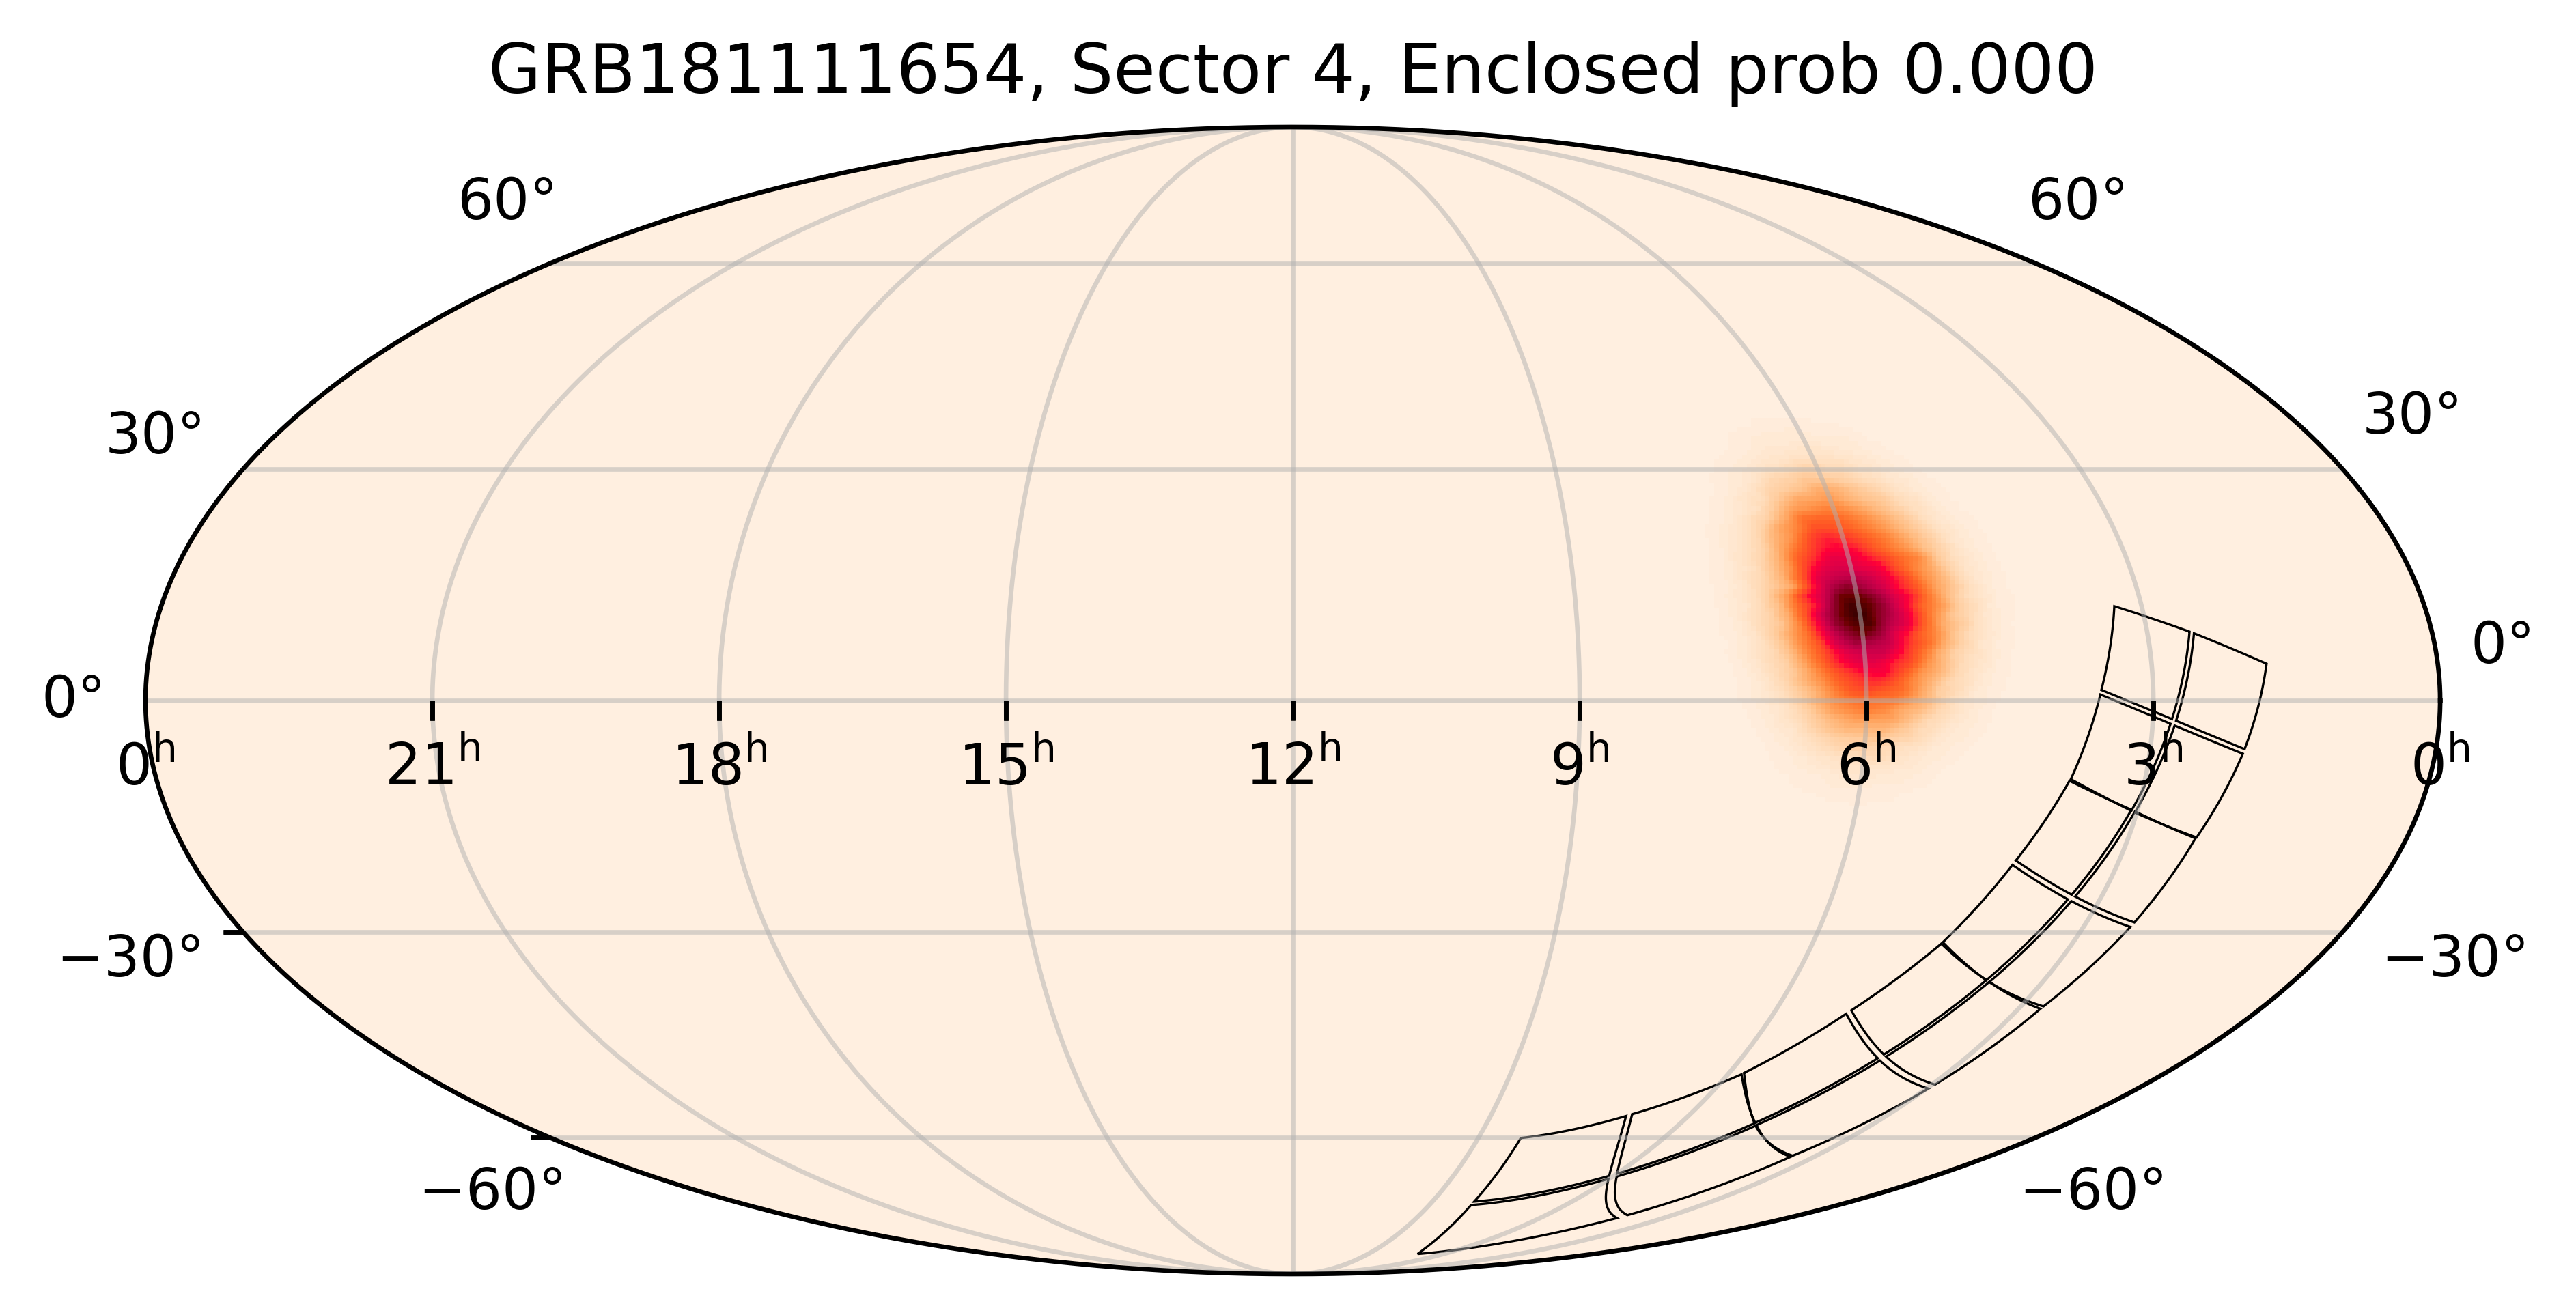 GRB181111654, Sector 4, Enclosed prob 0.000
60° 60°
30° 30°
0° 0°
0h 21h 18h 15h 12h 9h 6h 3h 0h
−30° −30°
−60° −60°